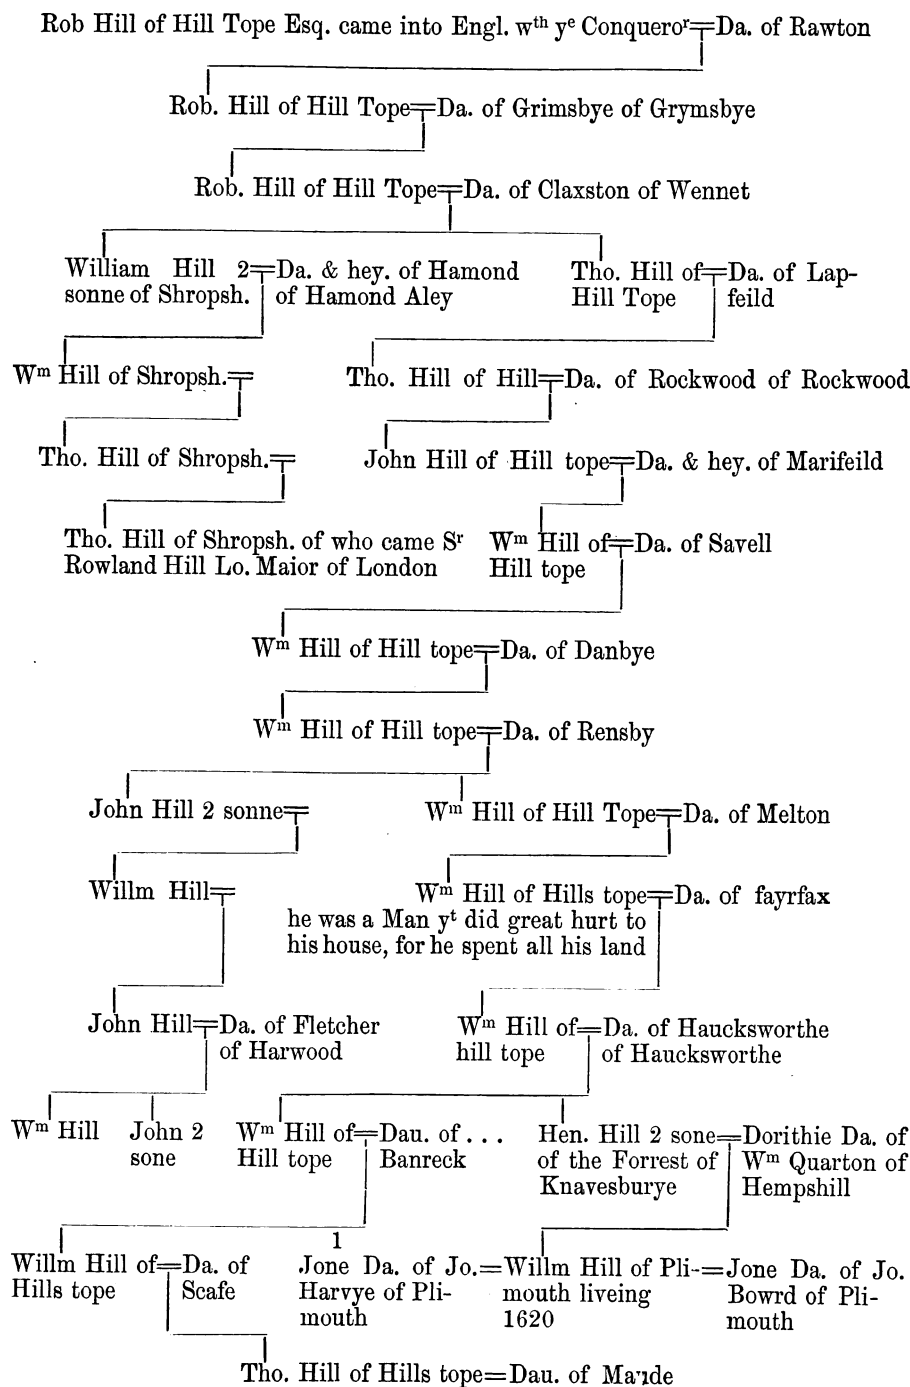 Rob Hill of Hill Tope Esq. came into Engl. wth ye Conqueror=Da. of Rawton
Rob. Hill of Hill Tope=Da. of Grimsbye of Grymsbye
Rob. Hill of Hill Tope=Da. of Claxston of Wennet
William Hill 2=Da. & hey. of Hamond
sonne of Shropsh. of Hamond Aley
Tho. Hill of=Da. of Lap-
Hill Tope feild
Wm Hill of Shropsh.=
Tho. Hill of Hill=Da. of Rockwood of Rockwood
Tho. Hill of Shropsh.=
John Hill of Hill tope=Da. & hey. of Marifeild
Tho. Hill of Shropsh. of who came Sr
Rowland Hill Lo. Maior of London
Wm Hill of=Da. of Savell
Hill tope
Wm Hill of Hill tope=Da. of Danbye
Wm Hill of Hill tope=Da. of Rensby
John Hill 2 sonne=
Wm Hill of Hill Tope=Da. of Melton
Willm Hill=
Wm Hill of Hills tope=Da. of fayrfax
he was a Man yt did great hurt to
his house, for he spent all his land
John Hill=Da. of Fletcher
of Harwood
Wm Hill of=Da. of Haucksworthe
hill tope of Haucksworthe
Wm Hill
John 2
sone
Wm Hill of=Dau. of . . .
Hill tope Banreck
Hen. Hill 2 sone=Dorithie Da. of
of the Forrest of Wm Quarton of
Knavesburye Hempshill
Willm Hill of=Da. of
Hills tope Scafe
1
Jone Da. of Jo.=Willm Hill of Pli-=Jone Da. of Jo.
Harvye of Pli- mouth liveing Bowrd of Pli-
mouth 1620 mouth
Tho. Hill of Hills tope=Dau. of Maude